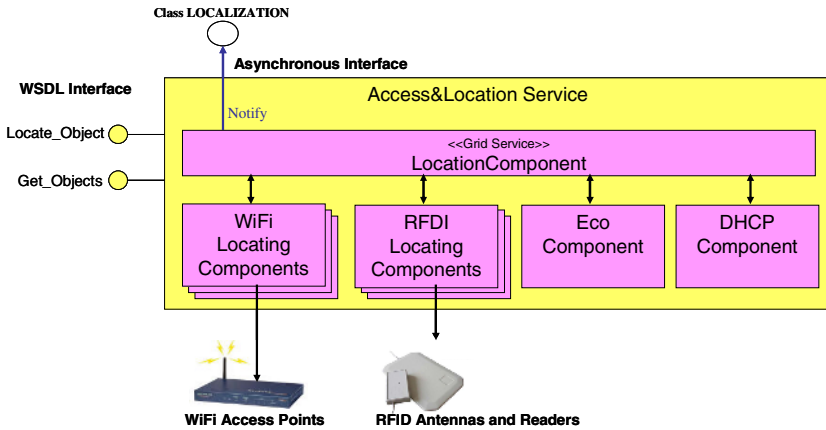 Class LOCALIZATION
Asynchronous Interface
WSDL Interface
Access&Location Service
Notify
Locate_Object
<<Grid Service>>
LocationComponent
Get_Objects
WiFi
Locating
Components
RFDI
Locating
Components
Eco
Component
DHCP
Component
WiFi Access Points
RFID Antennas and Readers